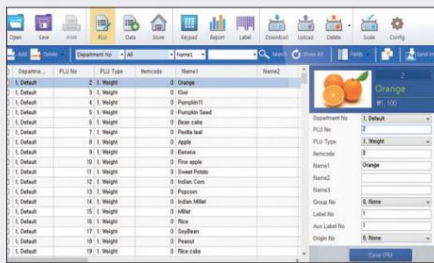 Open Save Print PLU Data Store Keypad Report Label Download Upload Delete Scale Config
Add Delete Department No All Name1 Search Show All Fields Send
Departme... PLU No PLU Type Itemcode Name1 Name2
1, Default 2 1, Weight 0 Orange
1, Default 3 1, Weight 0 Kiwi
1, Default 4 1, Weight 0 Pumpkin11
1, Default 5 1, Weight 0 Pumpkin Seed
1, Default 6 1, Weight 0 Bean cake
1, Default 7 1, Weight 0 Perilla leaf
1, Default 8 1, Weight 0 Apple
1, Default 9 1, Weight 0 Banana
1, Default 10 1, Weight 0 Fine apple
1, Default 11 1, Weight 0 Sweet Potato
1, Default 12 1, Weight 0 Indian Corn
1, Default 13 1, Weight 0 Popcorn
1, Default 14 1, Weight 0 Indian Millet
1, Default 15 1, Weight 0 Millet
1, Default 16 1, Weight 0 Rice
1, Default 17 1, Weight 0 SoyBean
1, Default 18 1, Weight 0 Peanut
1, Default 19 1, Weight 0 Rice cake
2
Orange
₩1,100
Department No 1, Default
PLU No 2
PLU Type 1, Weight
Itemcode 0
Name1 Orange
Name2
Name3
Group No 0, None
Label No 1
Aux Label No 1
Origin No 0, None
Save PLU